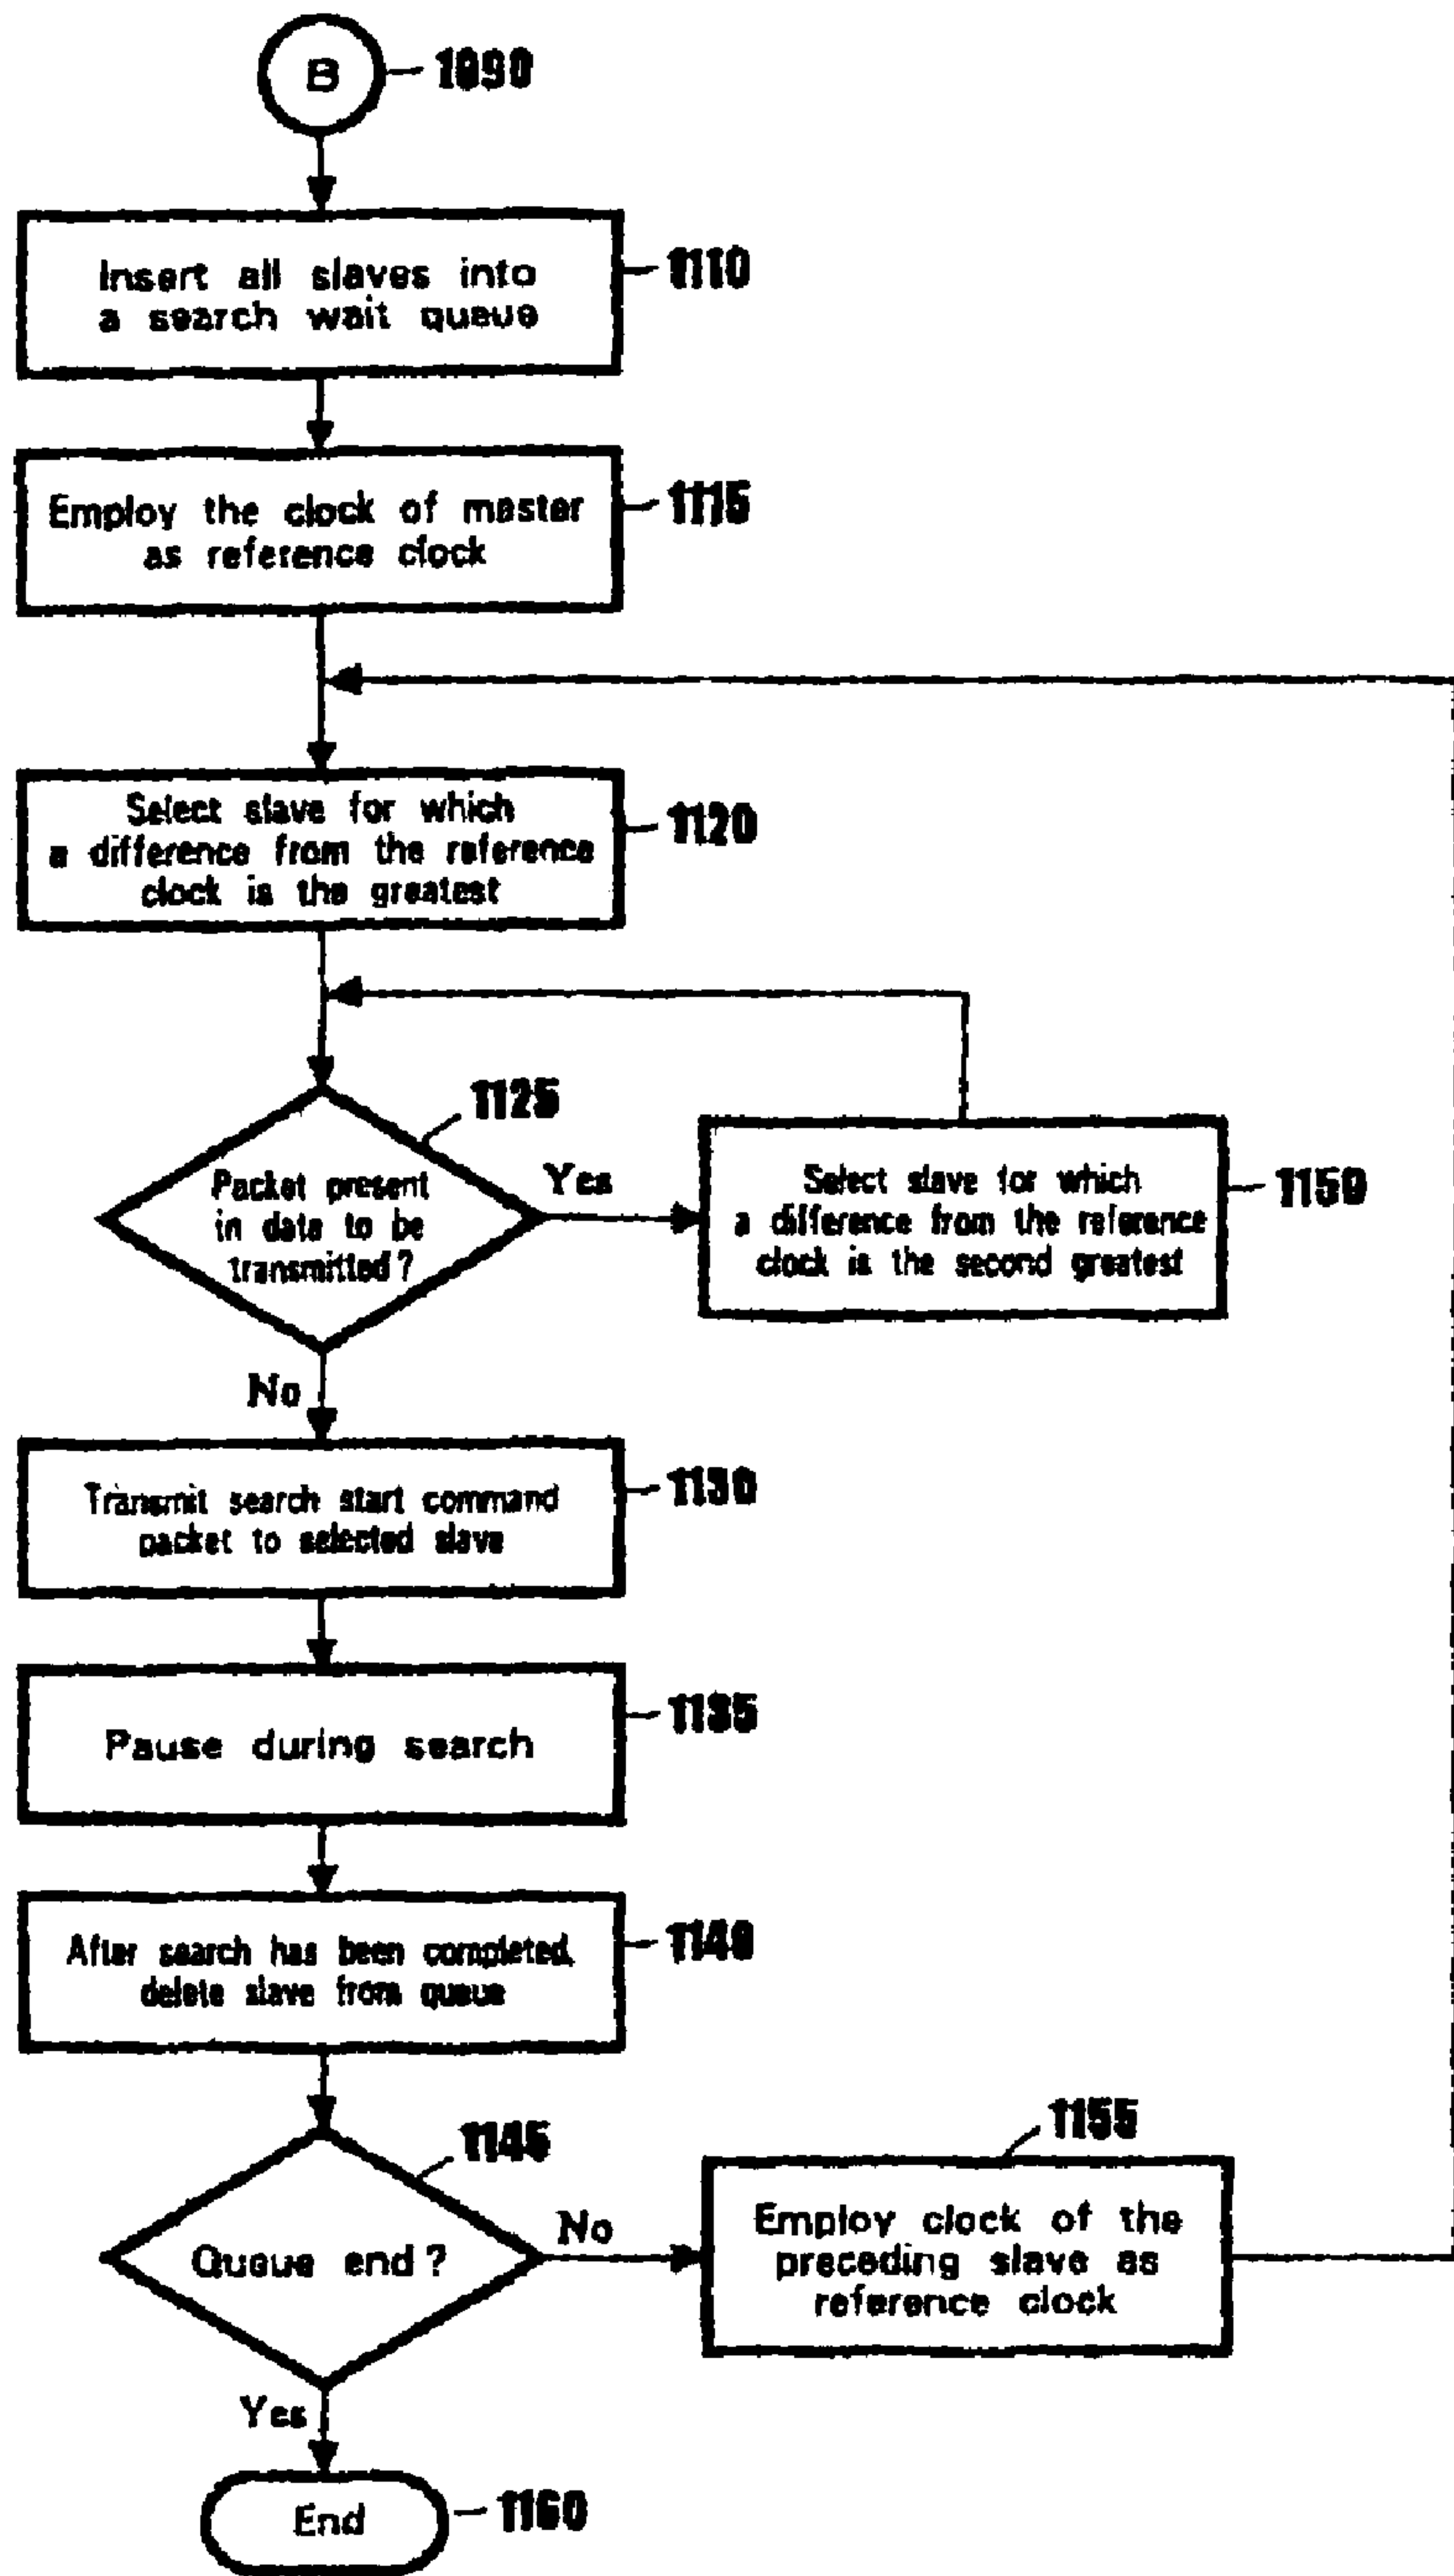 B
1090
Insert all slaves into
a search wait queue
1110
Employ the clock of master
as reference clock
1115
Select slave for which
a difference from the reference
clock is the greatest
1120
1125
Packet present
in data to be
transmitted?
Yes
Select slave for which
a difference from the reference
clock is the second greatest
1150
No
Transmit search start command
packet to selected slave
1130
Pause during search
1135
After search has been completed,
delete slave from queue
1140
1145
Queue end?
No
1155
Employ clock of the
preceding slave as
reference clock
Yes
End
1160